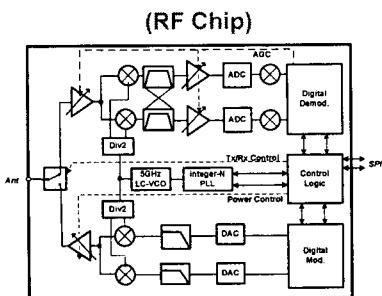 (RF Chip)
AGC
ADC
ADC
Digital
Demod.
Div2
Tx/Rx Control
Ant
5GHz
LC-VCO
integer-N
PLL
Control
Logic
SPI
Power Control
Div2
DAC
DAC
Digital
Mod.